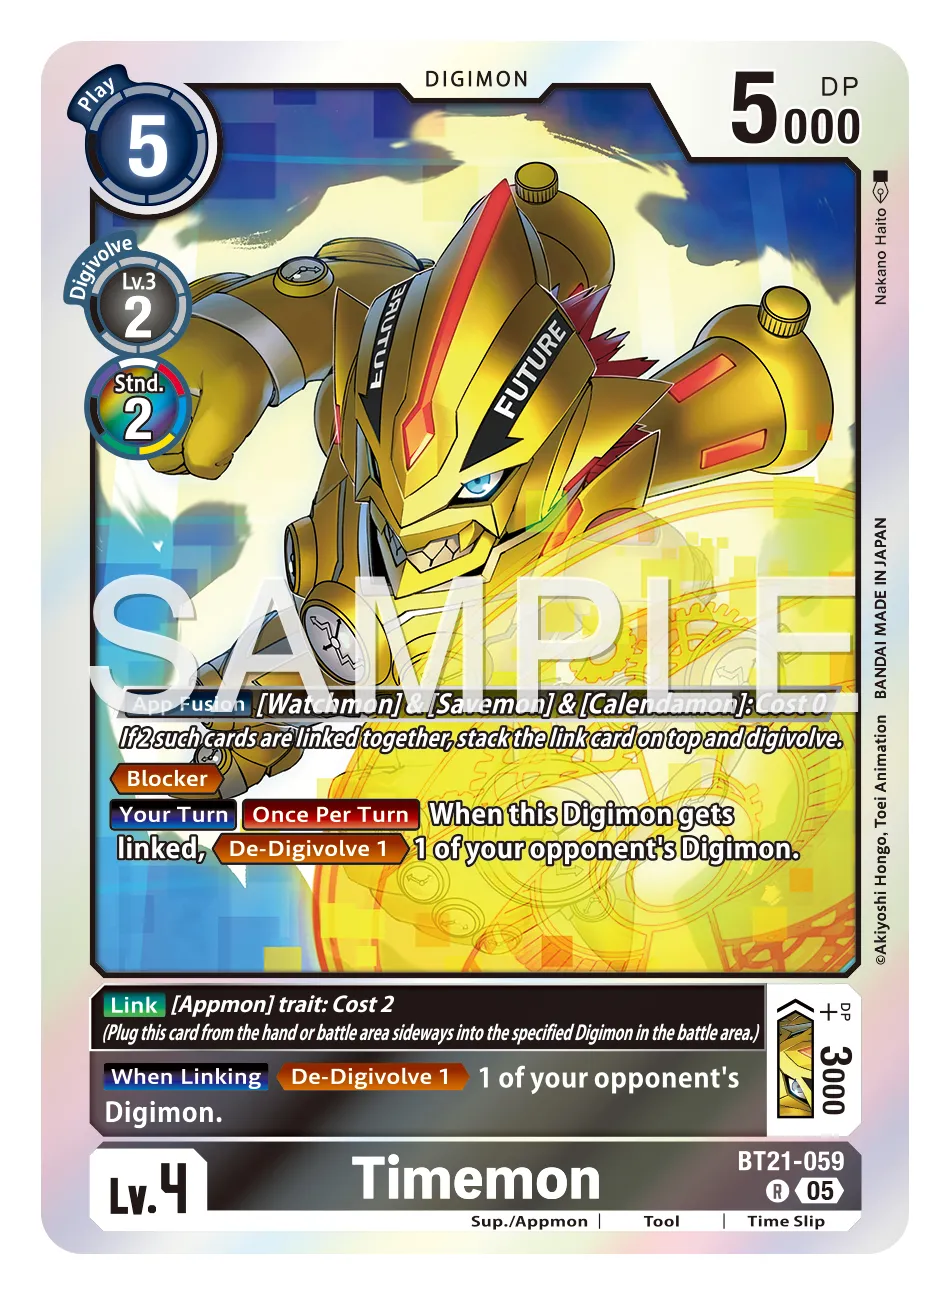 DIGIMON
Play
5
5000
DP
Digivolve
Lv.3
2
Stnd.
2
Nakano Haito
FUTURE
FUTURE
SAMPLE
App Fusion [Watchmon] & [Savemon] & [Calendamon]: Cost 0
If 2 such cards are linked together, stack the link card on top and digivolve.
Blocker
Your Turn Once Per Turn When this Digimon gets
linked, De-Digivolve 1 1 of your opponent's Digimon.
©Akiyoshi Hongo, Toei Animation BANDAI MADE IN JAPAN
Link [Appmon] trait: Cost 2
(Plug this card from the hand or battle area sideways into the specified Digimon in the battle area.)
When Linking De-Digivolve 1 1 of your opponent's
Digimon.
DP
+3000
Lv.4
Timemon
BT21-059
R 05
Sup./Appmon | Tool | Time Slip